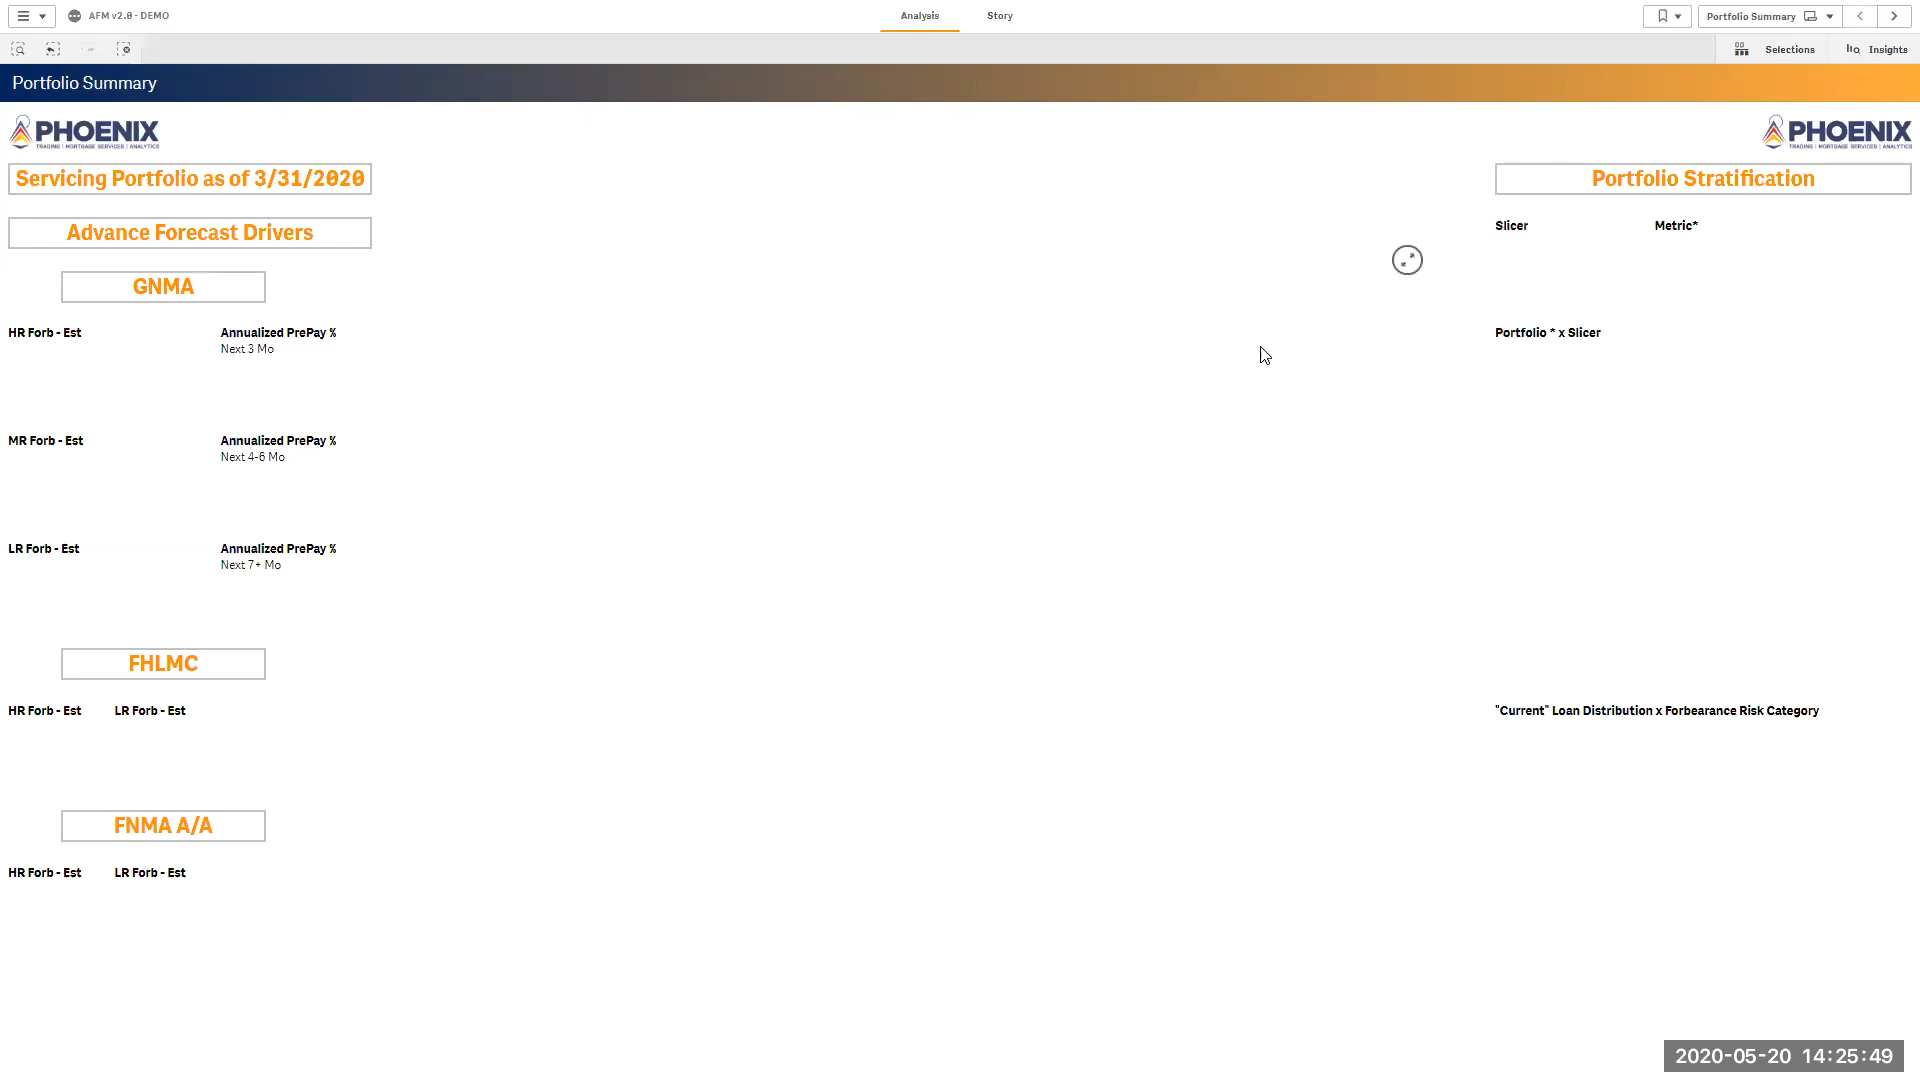 AFM v2.0 - DEMO
Analysis
Story
Portfolio Summary
Selections
Insights
Portfolio Summary
PHOENIX
TRADING | MORTGAGE SERVICES | ANALYTICS
PHOENIX
TRADING | MORTGAGE SERVICES | ANALYTICS
Servicing Portfolio as of 3/31/2020
Portfolio Stratification
Slicer
Metric*
Advance Forecast Drivers
GNMA
HR Forb - Est
Annualized PrePay %
Next 3 Mo
Portfolio * x Slicer
MR Forb - Est
Annualized PrePay %
Next 4-6 Mo
LR Forb - Est
Annualized PrePay %
Next 7+ Mo
FHLMC
HR Forb - Est
LR Forb - Est
"Current" Loan Distribution x Forbearance Risk Category
FNMA A/A
HR Forb - Est
LR Forb - Est
2020-05-20 14:25:49